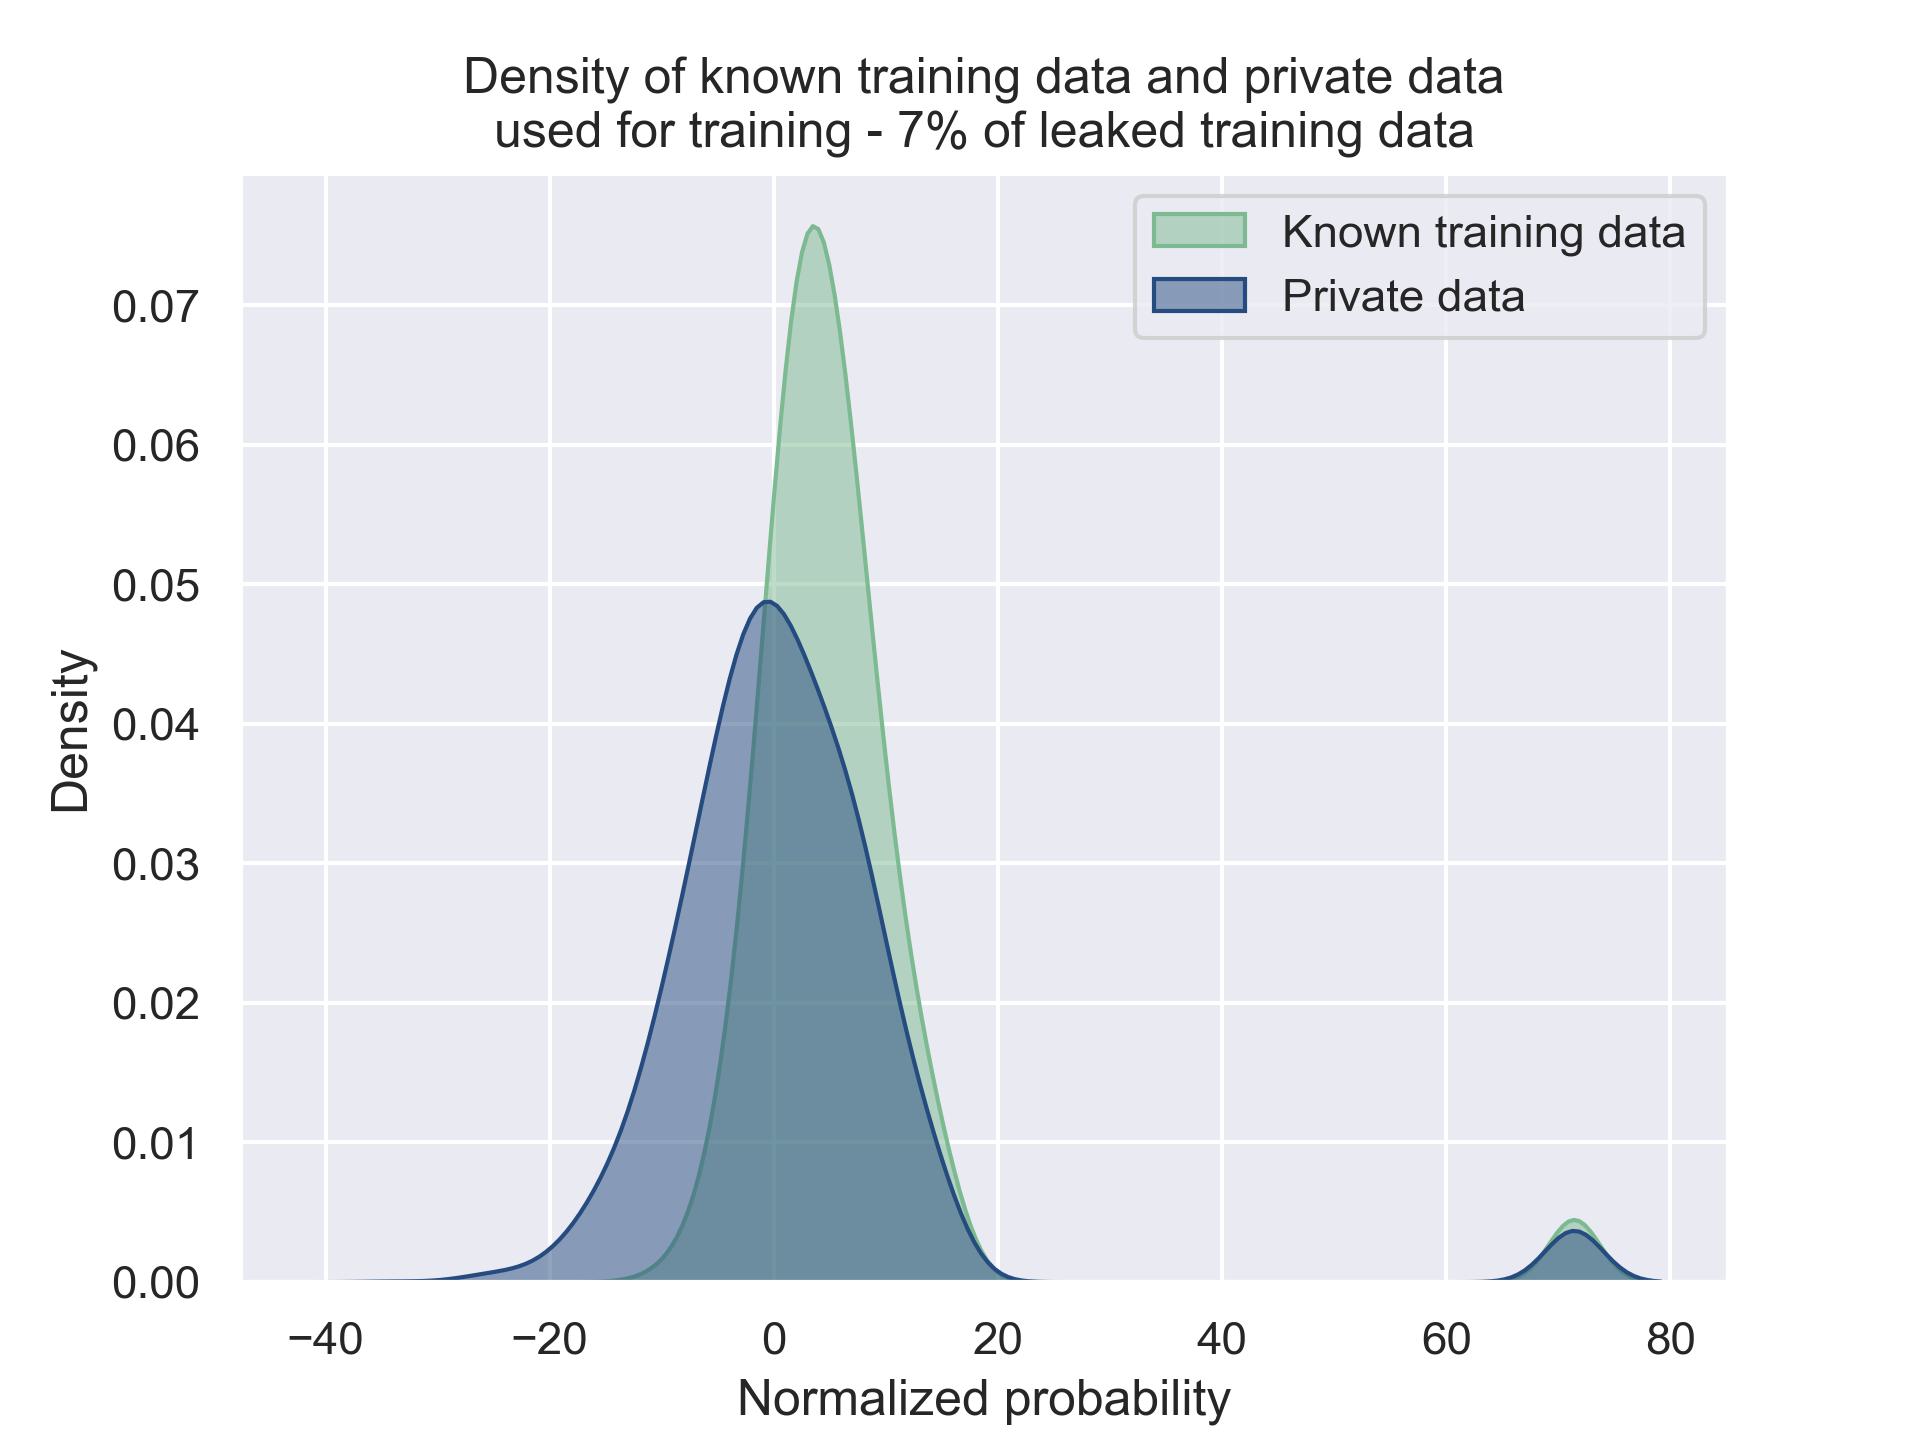 Density of known training data and private data
used for training - 7% of leaked training data
Known training data
Private data
0.07
0.06
0.05
0.04
0.03
0.02
0.01
0.00
Density
−40 −20 0 20 40 60 80
Normalized probability